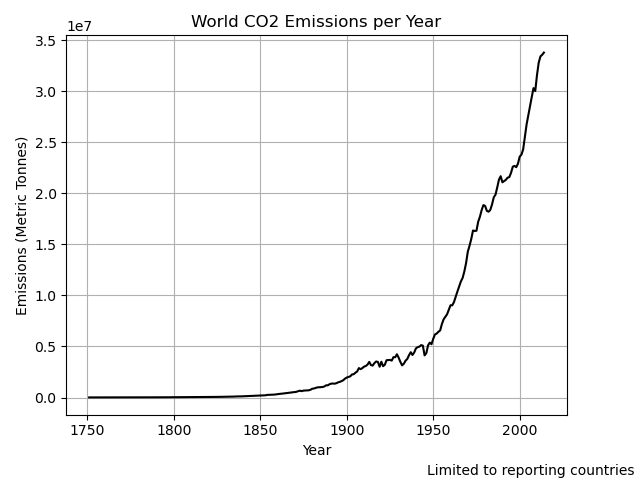 World CO2 Emissions per Year
1e7
3.5
3.0
2.5
2.0
1.5
1.0
0.5
0.0
Emissions (Metric Tonnes)
1750 1800 1850 1900 1950 2000
Year
Limited to reporting countries